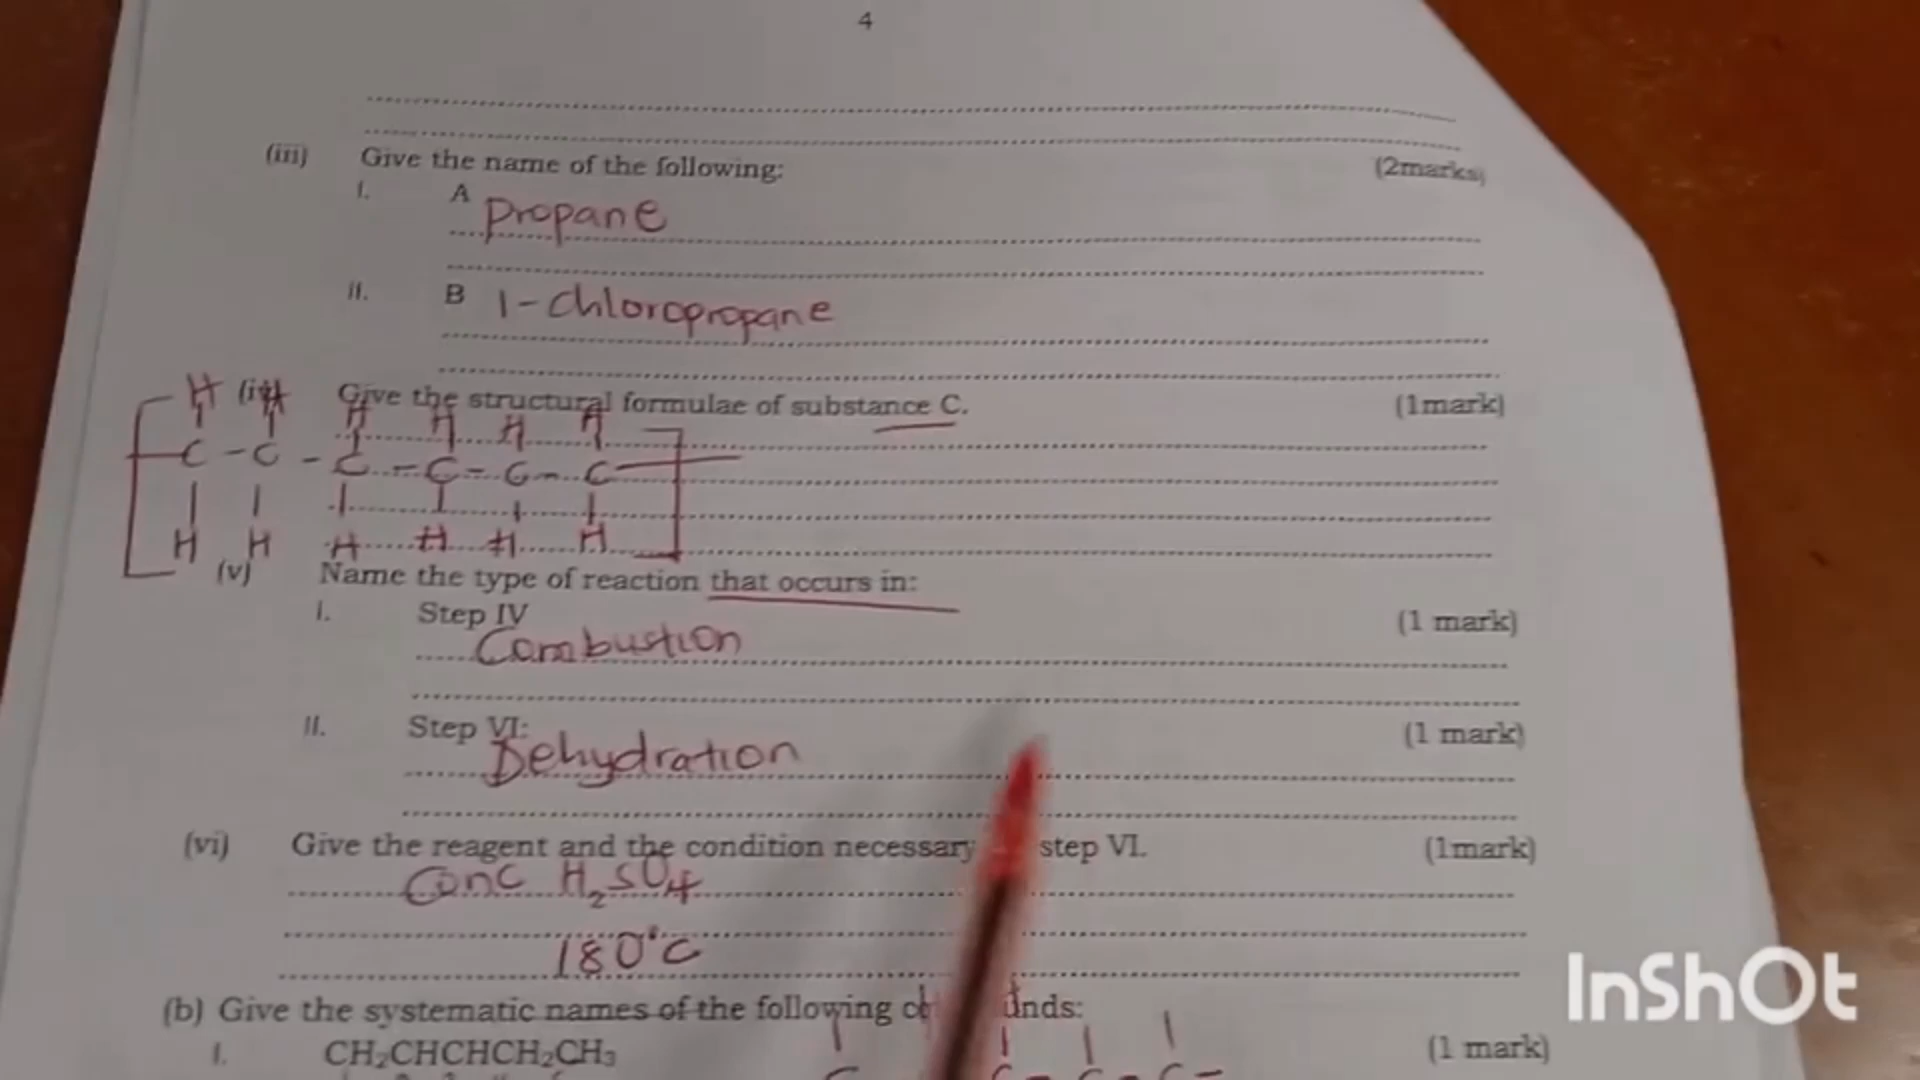 4
(iii) Give the name of the following: (2marks)
I. A propane
II. B 1-chloropropane
(iv) Give the structural formulae of substance C. (1mark)
H H H H H H
C-C-C-C-C-C
H H H H H H
(v) Name the type of reaction that occurs in:
I. Step IV (1 mark)
Combustion
II. Step VI: (1 mark)
Dehydration
(vi) Give the reagent and the condition necessary step VI. (1mark)
Conc H₂SO₄
180°C
(b) Give the systematic names of the following
I. CH₂CHCHCH₂CH₃ (1 mark)
C C-C-C-
InShOt